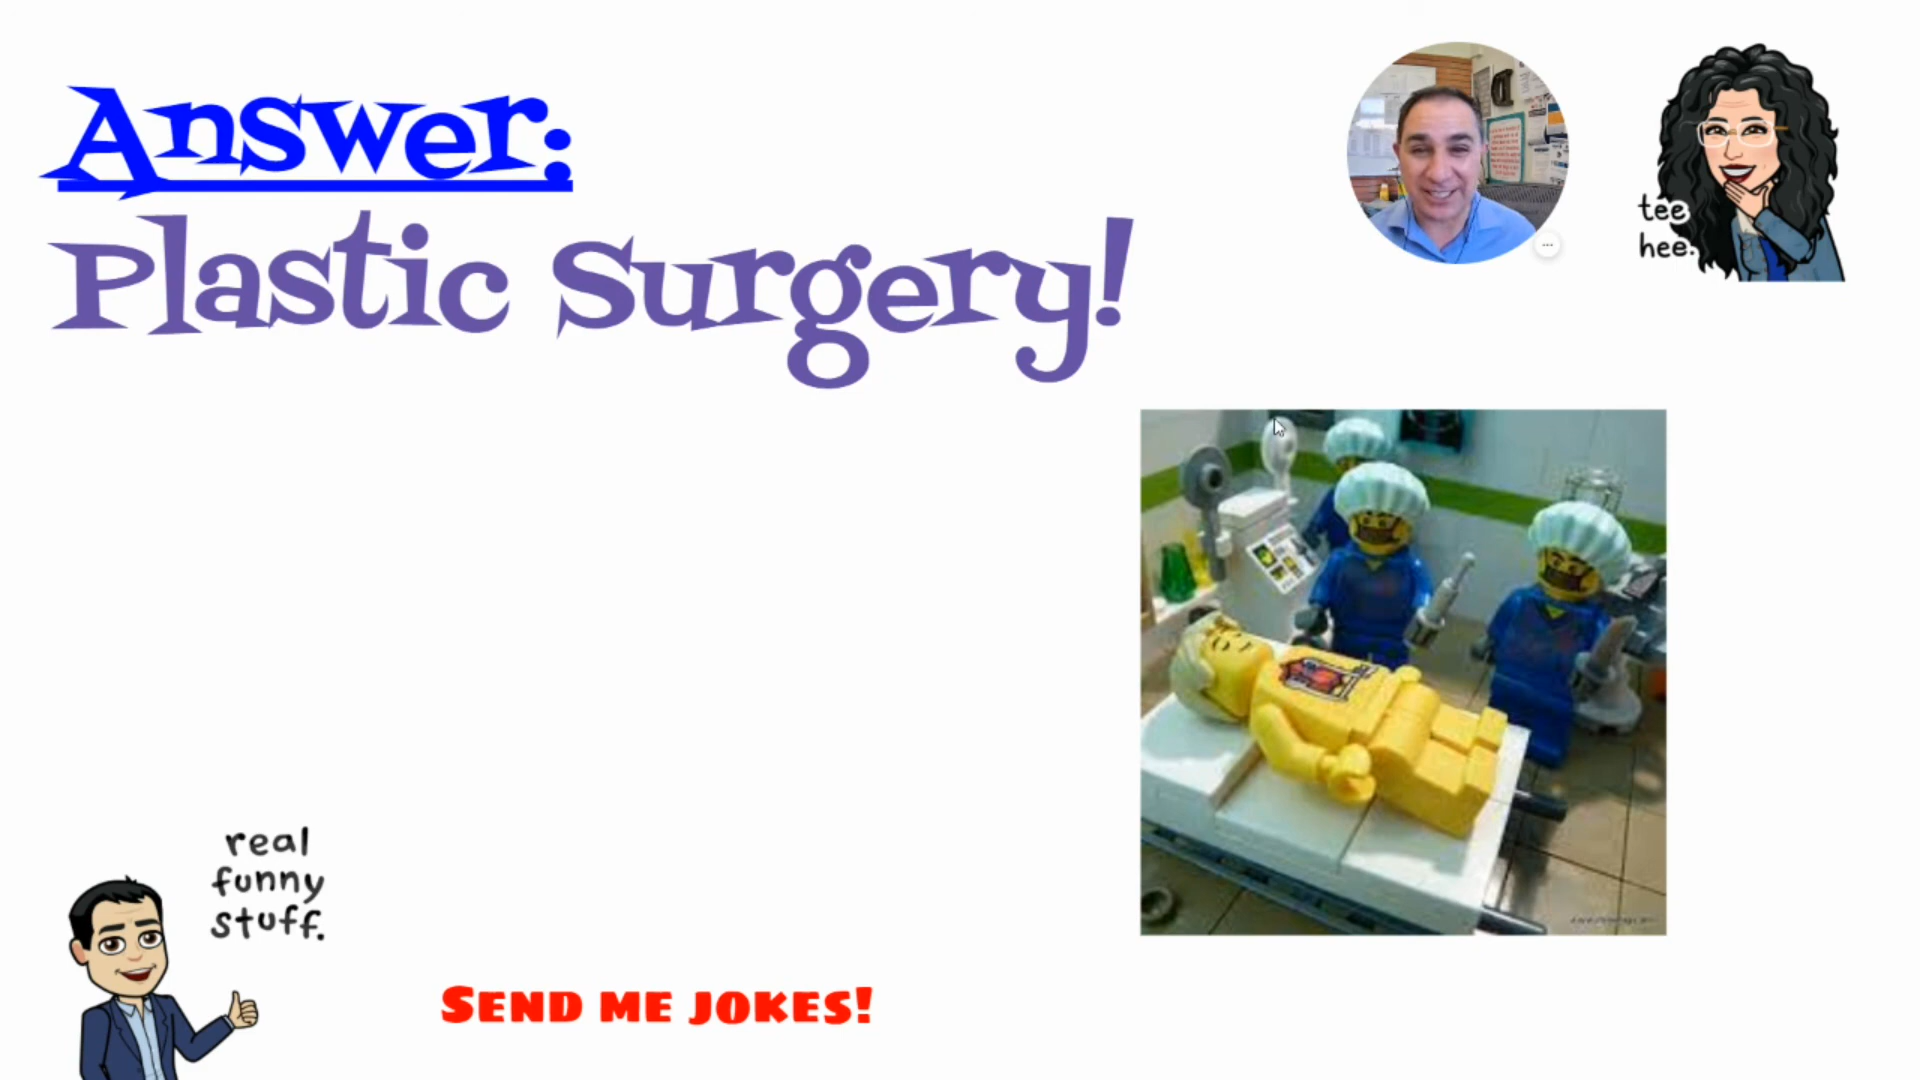 Answer:
Plastic Surgery!
tee
hee.
real
funny
stuff.
SEND ME JOKES!